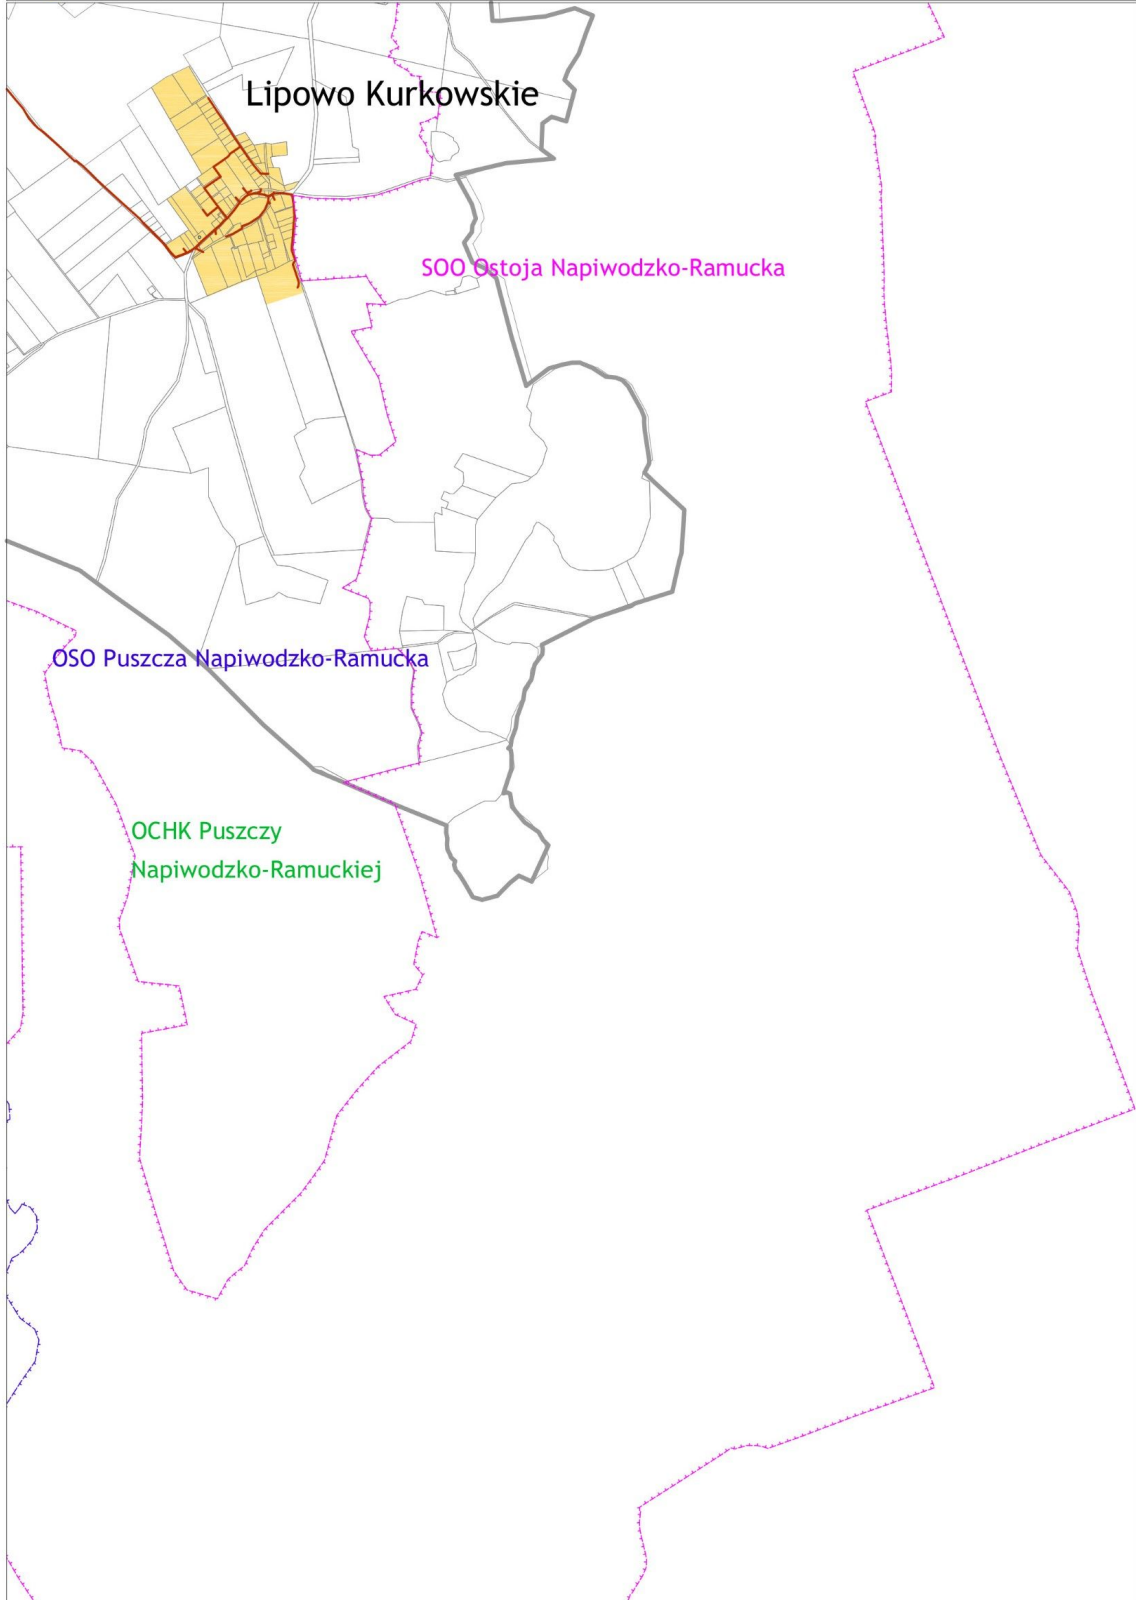 Lipowo Kurkowskie
SOO Ostoja Napiwodzko-Ramucka
OSO Puszcza Napiwodzko-Ramucka
OCHK Puszczy
Napiwodzko-Ramuckiej